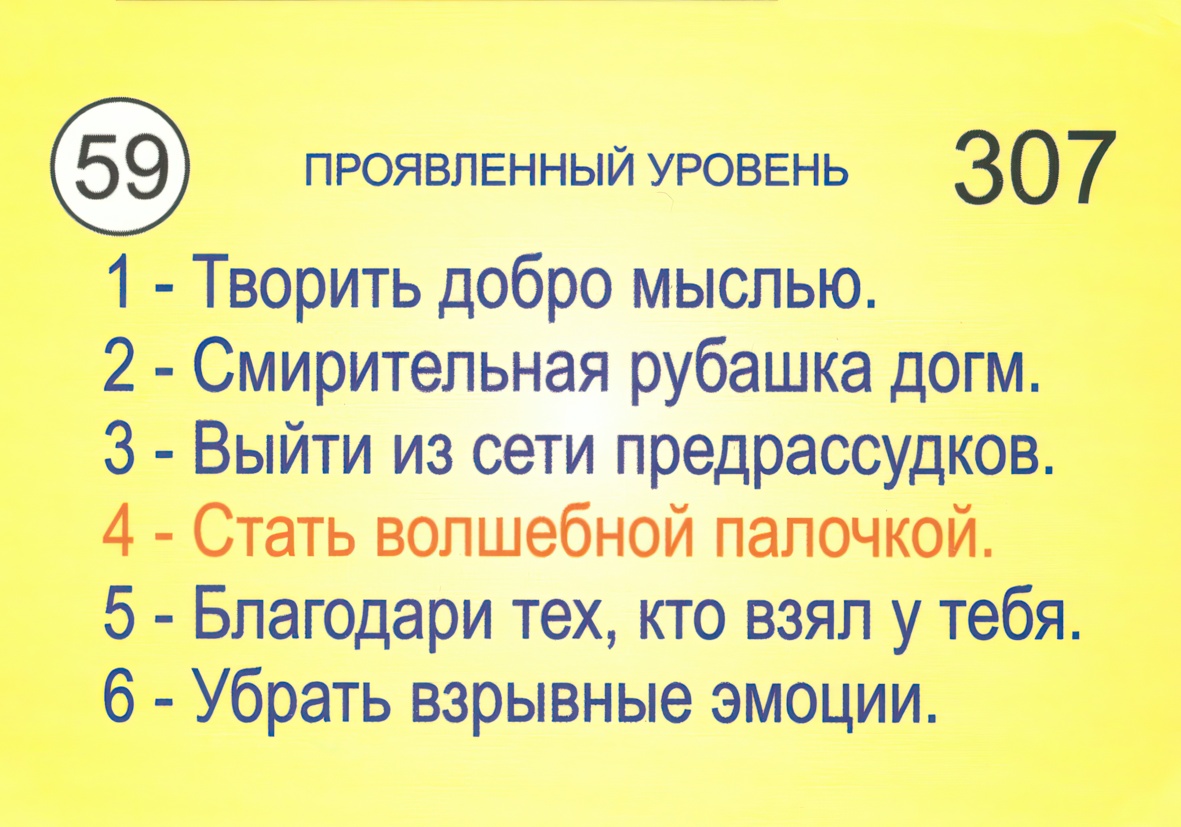 59 ПРОЯВЛЕННЫЙ УРОВЕНЬ 307
1 - Творить добро мыслью.
2 - Смирительная рубашка догм.
3 - Выйти из сети предрассудков.
4 - Стать волшебной палочкой.
5 - Благодари тех, кто взял у тебя.
6 - Убрать взрывные эмоции.